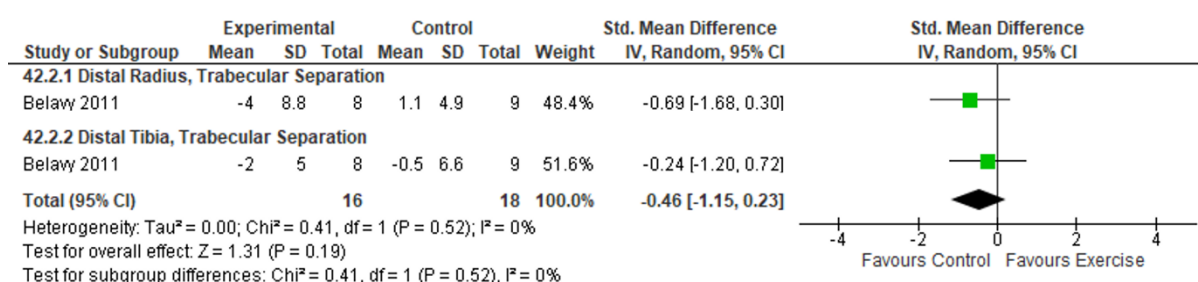 Experimental Control Std. Mean Difference Std. Mean Difference
Study or Subgroup Mean SD Total Mean SD Total Weight IV, Random, 95% CI IV, Random, 95% CI
42.2.1 Distal Radius, Trabecular Separation
Belavy 2011 -4 8.8 8 1.1 4.9 9 48.4% -0.69 [-1.68, 0.30]
42.2.2 Distal Tibia, Trabecular Separation
Belavy 2011 -2 5 8 -0.5 6.6 9 51.6% -0.24 [-1.20, 0.72]
Total (95% CI) 16 18 100.0% -0.46 [-1.15, 0.23]
Heterogeneity: Tau² = 0.00; Chi² = 0.41, df = 1 (P = 0.52); I² = 0%
Test for overall effect: Z = 1.31 (P = 0.19)
Test for subgroup differences: Chi² = 0.41, df = 1 (P = 0.52), I² = 0%
-4 -2 0 2 4
Favours Control Favours Exercise